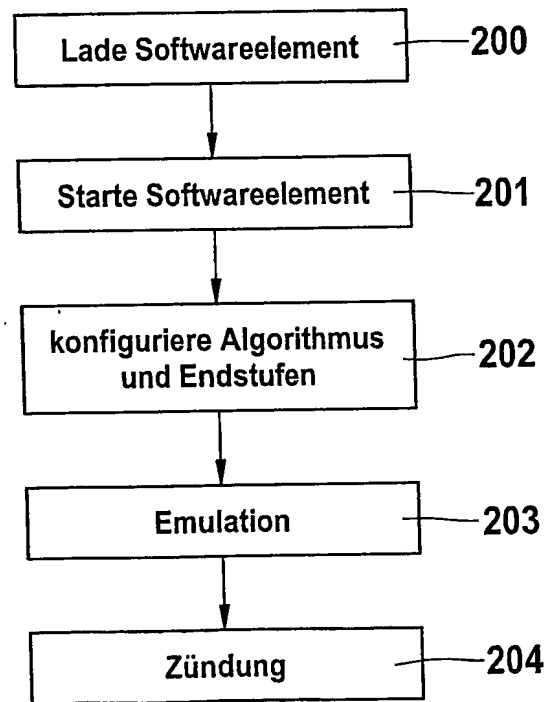 Lade Softwareelement
200
Starte Softwareelement
201
konfiguriere Algorithmus
und Endstufen
202
Emulation
203
Zündung
204